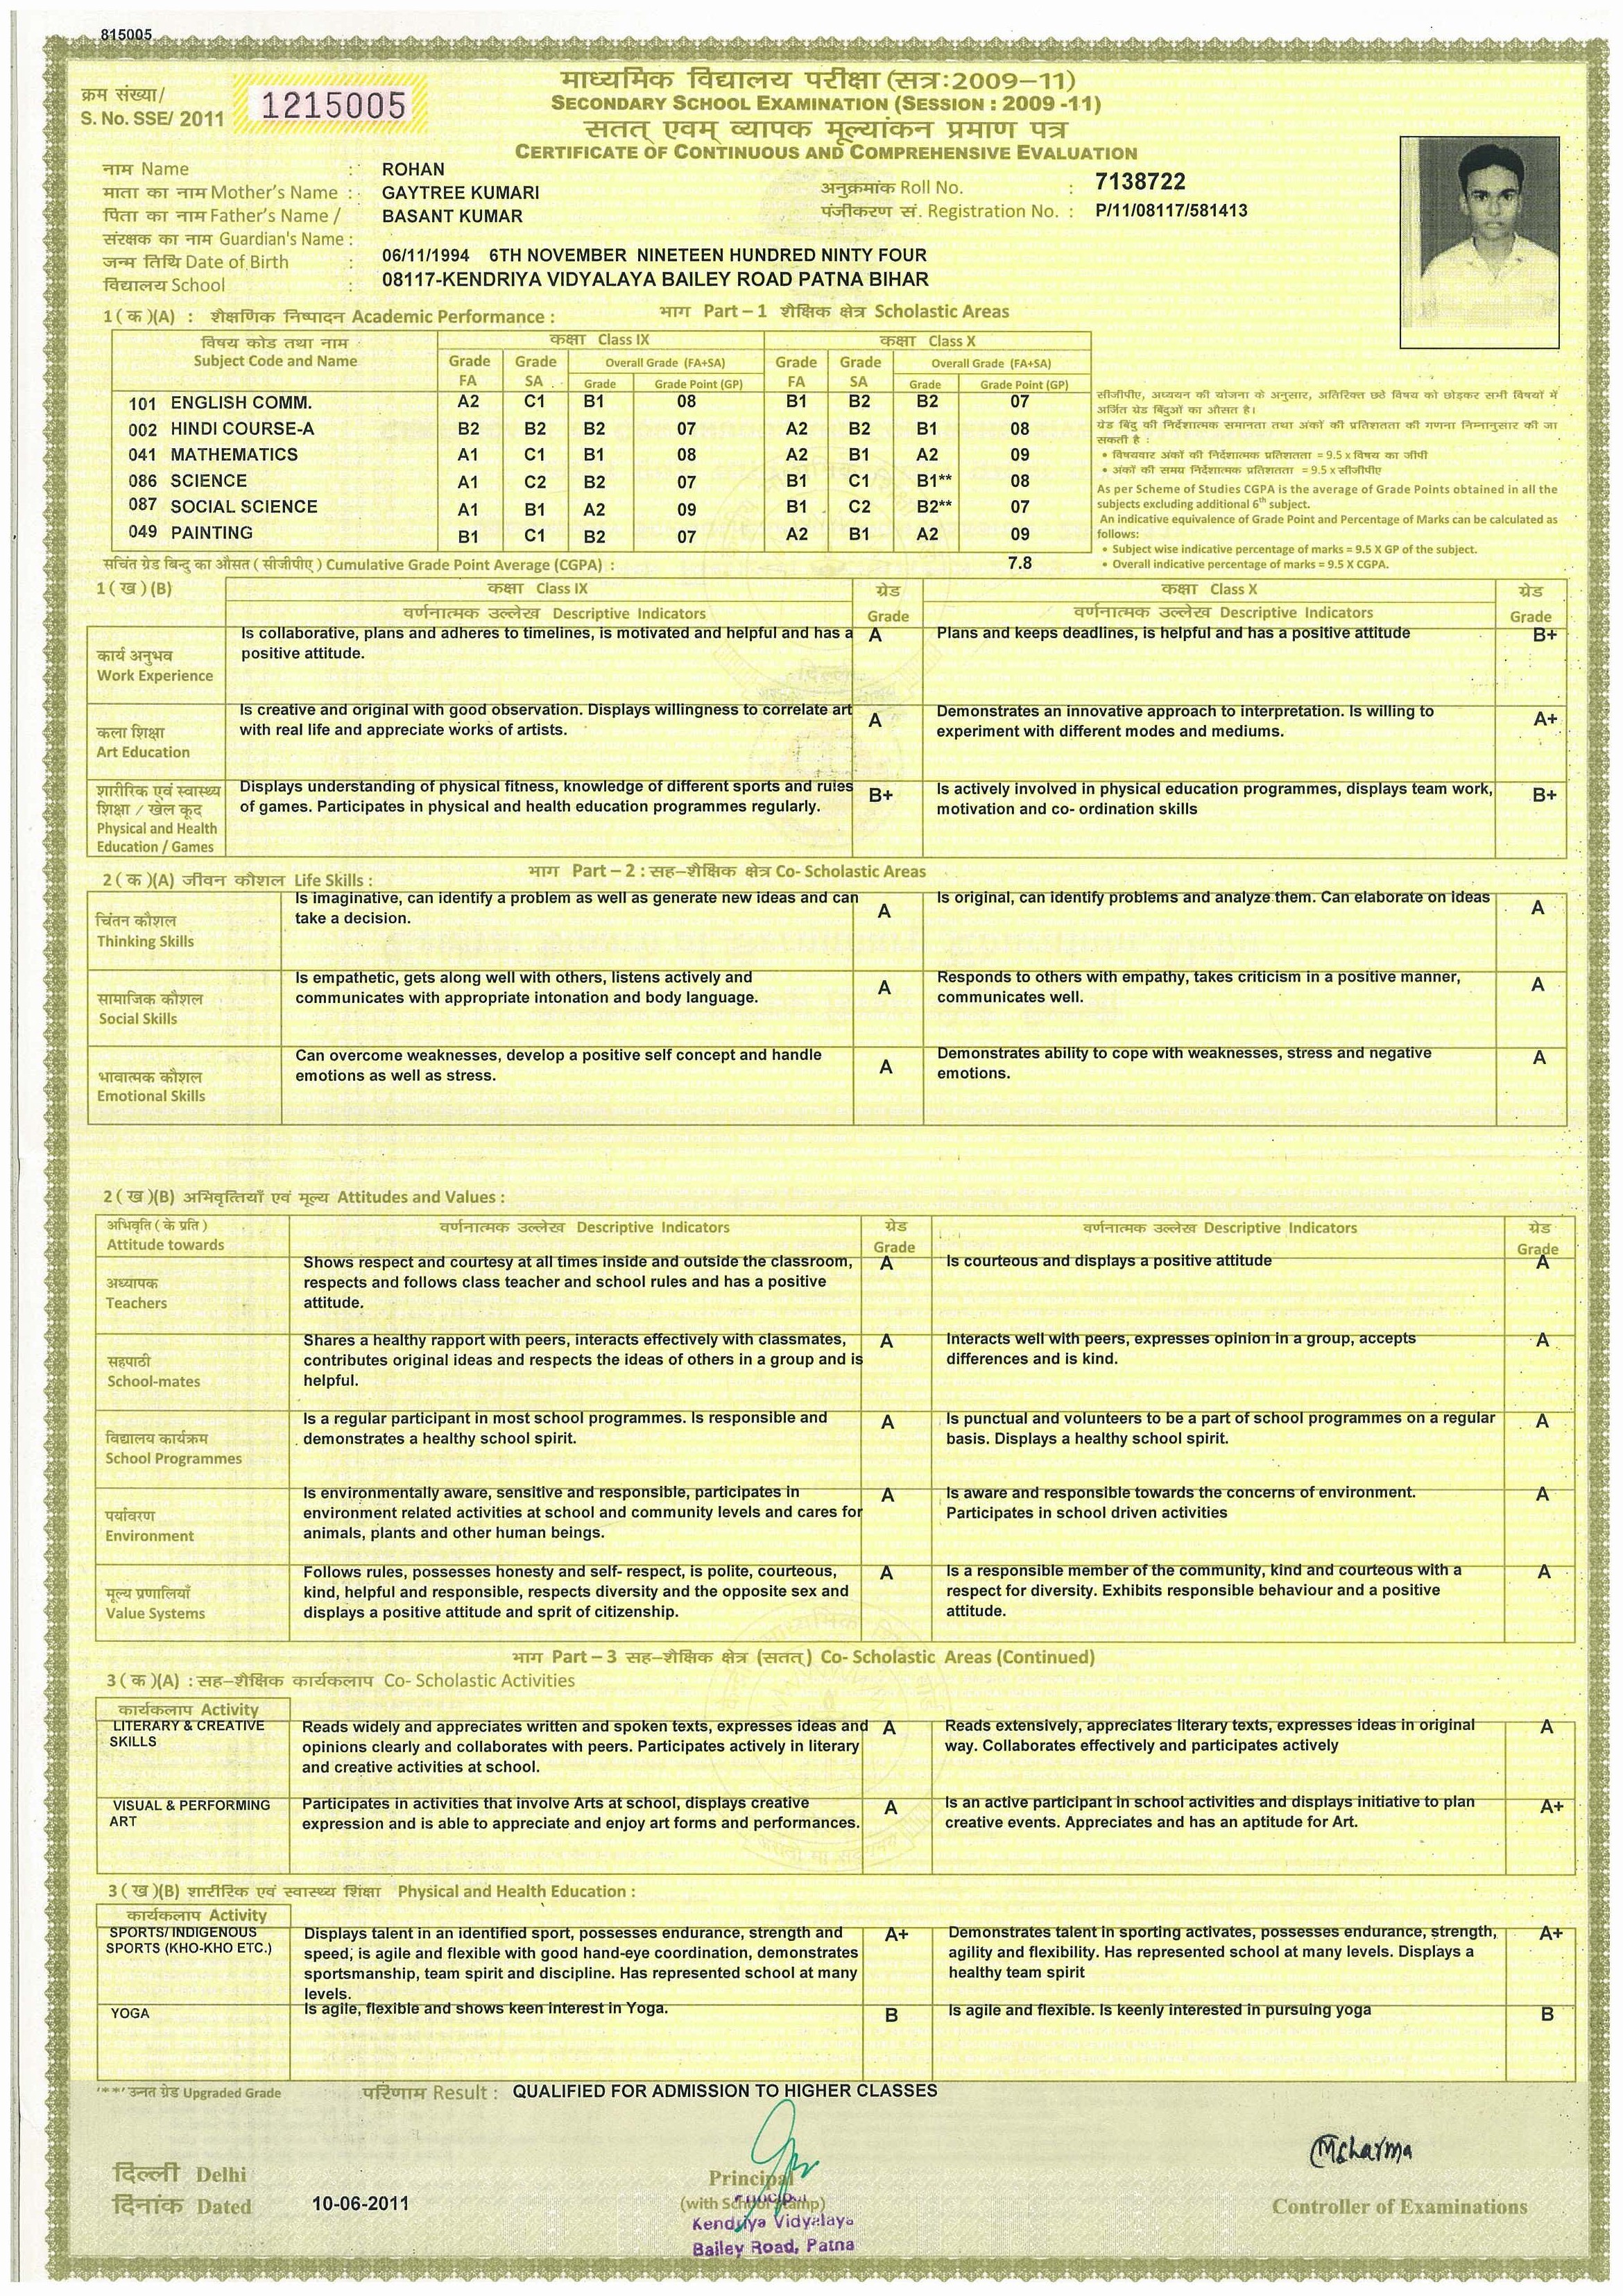 815005
क्रम संख्या/
S. No. SSE/ 2011
1215005
माध्यमिक विद्यालय परीक्षा (सत्र:2009–11)
SECONDARY SCHOOL EXAMINATION (SESSION : 2009 -11)
सतत् एवम् व्यापक मूल्यांकन प्रमाण पत्र
CERTIFICATE OF CONTINUOUS AND COMPREHENSIVE EVALUATION
नाम Name : ROHAN
माता का नाम Mother's Name : GAYTREE KUMARI
अनुक्रमांक Roll No. : 7138722
पिता का नाम Father's Name / BASANT KUMAR
पंजीकरण सं. Registration No. : P/11/08117/581413
संरक्षक का नाम Guardian's Name :
जन्म तिथि Date of Birth : 06/11/1994 6TH NOVEMBER NINETEEN HUNDRED NINTY FOUR
विद्यालय School : 08117-KENDRIYA VIDYALAYA BAILEY ROAD PATNA BIHAR
भाग Part – 1 शैक्षिक क्षेत्र Scholastic Areas
1 ( क )(A) : शैक्षणिक निष्पादन Academic Performance :
विषय कोड तथा नाम कक्षा Class IX कक्षा Class X
Subject Code and Name Grade Grade Overall Grade (FA+SA) Grade Grade Overall Grade (FA+SA)
FA SA Grade Grade Point (GP) FA SA Grade Grade Point (GP)
101 ENGLISH COMM. A2 C1 B1 08 B1 B2 B2 07
002 HINDI COURSE-A B2 B2 B2 07 A2 B2 B1 08
041 MATHEMATICS A1 C1 B1 08 A2 B1 A2 09
086 SCIENCE A1 C2 B2 07 B1 C1 B1** 08
087 SOCIAL SCIENCE A1 B1 A2 09 B1 C2 B2** 07
049 PAINTING B1 C1 B2 07 A2 B1 A2 09
सीजीपीए, अध्ययन की योजना के अनुसार, अतिरिक्त छठे विषय को छोड़कर सभी विषयों में
अर्जित ग्रेड बिंदुओं का औसत है।
ग्रेड बिंदु की निर्देशात्मक समानता तथा अंकों की प्रतिशतता की गणना निम्नानुसार की जा
सकती है :
• विषयवार अंकों की निर्देशात्मक प्रतिशतता = 9.5 x विषय का जीपी
• अंकों की समग्र निर्देशात्मक प्रतिशतता = 9.5 x सीजीपीए
As per Scheme of Studies CGPA is the average of Grade Points obtained in all the
subjects excluding additional 6th subject.
An indicative equivalence of Grade Point and Percentage of Marks can be calculated as
follows:
• Subject wise indicative percentage of marks = 9.5 X GP of the subject.
• Overall indicative percentage of marks = 9.5 X CGPA.
सचिंत ग्रेड बिन्दु का औसत ( सीजीपीए ) Cumulative Grade Point Average (CGPA) : 7.8
1 ( ख ) (B) कक्षा Class IX ग्रेड कक्षा Class X ग्रेड
वर्णनात्मक उल्लेख Descriptive Indicators Grade वर्णनात्मक उल्लेख Descriptive Indicators Grade
कार्य अनुभव
Work Experience
Is collaborative, plans and adheres to timelines, is motivated and helpful and has a
positive attitude.
A
Plans and keeps deadlines, is helpful and has a positive attitude
B+
कला शिक्षा
Art Education
Is creative and original with good observation. Displays willingness to correlate art
with real life and appreciate works of artists.
A
Demonstrates an innovative approach to interpretation. Is willing to
experiment with different modes and mediums.
A+
शारीरिक एवं स्वास्थ्य
शिक्षा / खेल कूद
Physical and Health
Education / Games
Displays understanding of physical fitness, knowledge of different sports and rules
of games. Participates in physical and health education programmes regularly.
B+
Is actively involved in physical education programmes, displays team work,
motivation and co- ordination skills
B+
भाग Part – 2 : सह–शैक्षिक क्षेत्र Co- Scholastic Areas
2 ( क )(A) जीवन कौशल Life Skills :
चिंतन कौशल
Thinking Skills
Is imaginative, can identify a problem as well as generate new ideas and can
take a decision.
A
Is original, can identify problems and analyze them. Can elaborate on ideas
A
सामाजिक कौशल
Social Skills
Is empathetic, gets along well with others, listens actively and
communicates with appropriate intonation and body language.
A
Responds to others with empathy, takes criticism in a positive manner,
communicates well.
A
भावात्मक कौशल
Emotional Skills
Can overcome weaknesses, develop a positive self concept and handle
emotions as well as stress.
A
Demonstrates ability to cope with weaknesses, stress and negative
emotions.
A
2 ( ख )(B) अभिवृत्तियाँ एवं मूल्य Attitudes and Values :
अभिवृति ( के प्रति ) वर्णनात्मक उल्लेख Descriptive Indicators ग्रेड वर्णनात्मक उल्लेख Descriptive Indicators ग्रेड
Attitude towards Grade Grade
अध्यापक
Teachers
Shows respect and courtesy at all times inside and outside the classroom,
respects and follows class teacher and school rules and has a positive
attitude.
A
Is courteous and displays a positive attitude
A
सहपाठी
School-mates
Shares a healthy rapport with peers, interacts effectively with classmates,
contributes original ideas and respects the ideas of others in a group and is
helpful.
A
Interacts well with peers, expresses opinion in a group, accepts
differences and is kind.
A
विद्यालय कार्यक्रम
School Programmes
Is a regular participant in most school programmes. Is responsible and
demonstrates a healthy school spirit.
A
Is punctual and volunteers to be a part of school programmes on a regular
basis. Displays a healthy school spirit.
A
पर्यावरण
Environment
Is environmentally aware, sensitive and responsible, participates in
environment related activities at school and community levels and cares for
animals, plants and other human beings.
A
Is aware and responsible towards the concerns of environment.
Participates in school driven activities
A
मूल्य प्रणालियाँ
Value Systems
Follows rules, possesses honesty and self- respect, is polite, courteous,
kind, helpful and responsible, respects diversity and the opposite sex and
displays a positive attitude and sprit of citizenship.
A
Is a responsible member of the community, kind and courteous with a
respect for diversity. Exhibits responsible behaviour and a positive
attitude.
A
भाग Part – 3 सह–शैक्षिक क्षेत्र (सतत्) Co- Scholastic Areas (Continued)
3 ( क )(A) : सह–शैक्षिक कार्यकलाप Co- Scholastic Activities
कार्यकलाप Activity
LITERARY & CREATIVE
SKILLS
Reads widely and appreciates written and spoken texts, expresses ideas and
opinions clearly and collaborates with peers. Participates actively in literary
and creative activities at school.
A
Reads extensively, appreciates literary texts, expresses ideas in original
way. Collaborates effectively and participates actively
A
VISUAL & PERFORMING
ART
Participates in activities that involve Arts at school, displays creative
expression and is able to appreciate and enjoy art forms and performances.
A
Is an active participant in school activities and displays initiative to plan
creative events. Appreciates and has an aptitude for Art.
A+
3 ( ख )(B) शारीरिक एवं स्वास्थ्य शिक्षा Physical and Health Education :
कार्यकलाप Activity
SPORTS/ INDIGENOUS
SPORTS (KHO-KHO ETC.)
Displays talent in an identified sport, possesses endurance, strength and
speed, is agile and flexible with good hand-eye coordination, demonstrates
sportsmanship, team spirit and discipline. Has represented school at many
levels.
A+
Demonstrates talent in sporting activates, possesses endurance, strength,
agility and flexibility. Has represented school at many levels. Displays a
healthy team spirit
A+
YOGA
Is agile, flexible and shows keen interest in Yoga.
B
Is agile and flexible. Is keenly interested in pursuing yoga
B
'**' उन्नत ग्रेड Upgraded Grade
परिणाम Result : QUALIFIED FOR ADMISSION TO HIGHER CLASSES
दिल्ली Delhi
दिनांक Dated 10-06-2011
Principal
(with School Stamp)
Principal
Kendriya Vidyalaya
Bailey Road, Patna
MSharma
Controller of Examinations